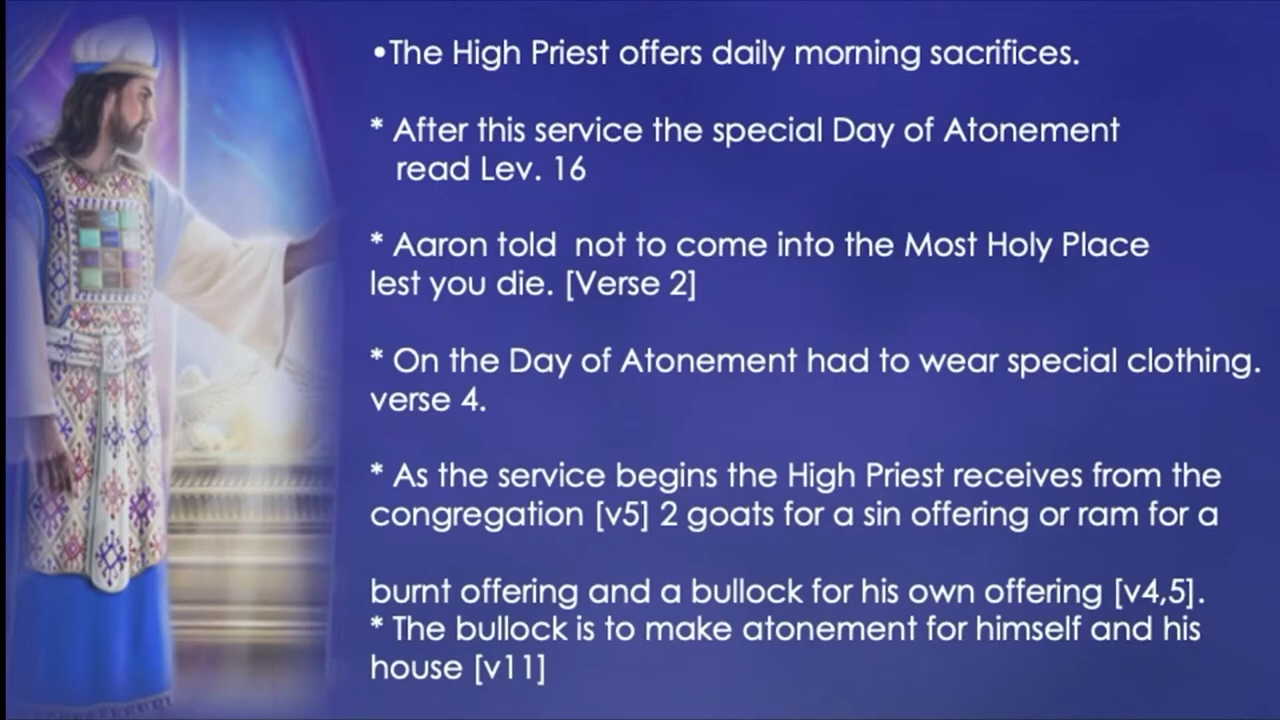 •The High Priest offers daily morning sacrifices.
* After this service the special Day of Atonement
read Lev. 16
* Aaron told  not to come into the Most Holy Place
lest you die. [Verse 2]
* On the Day of Atonement had to wear special clothing.
verse 4.
* As the service begins the High Priest receives from the
congregation [v5] 2 goats for a sin offering or ram for a
burnt offering and a bullock for his own offering [v4,5].
* The bullock is to make atonement for himself and his
house [v11]